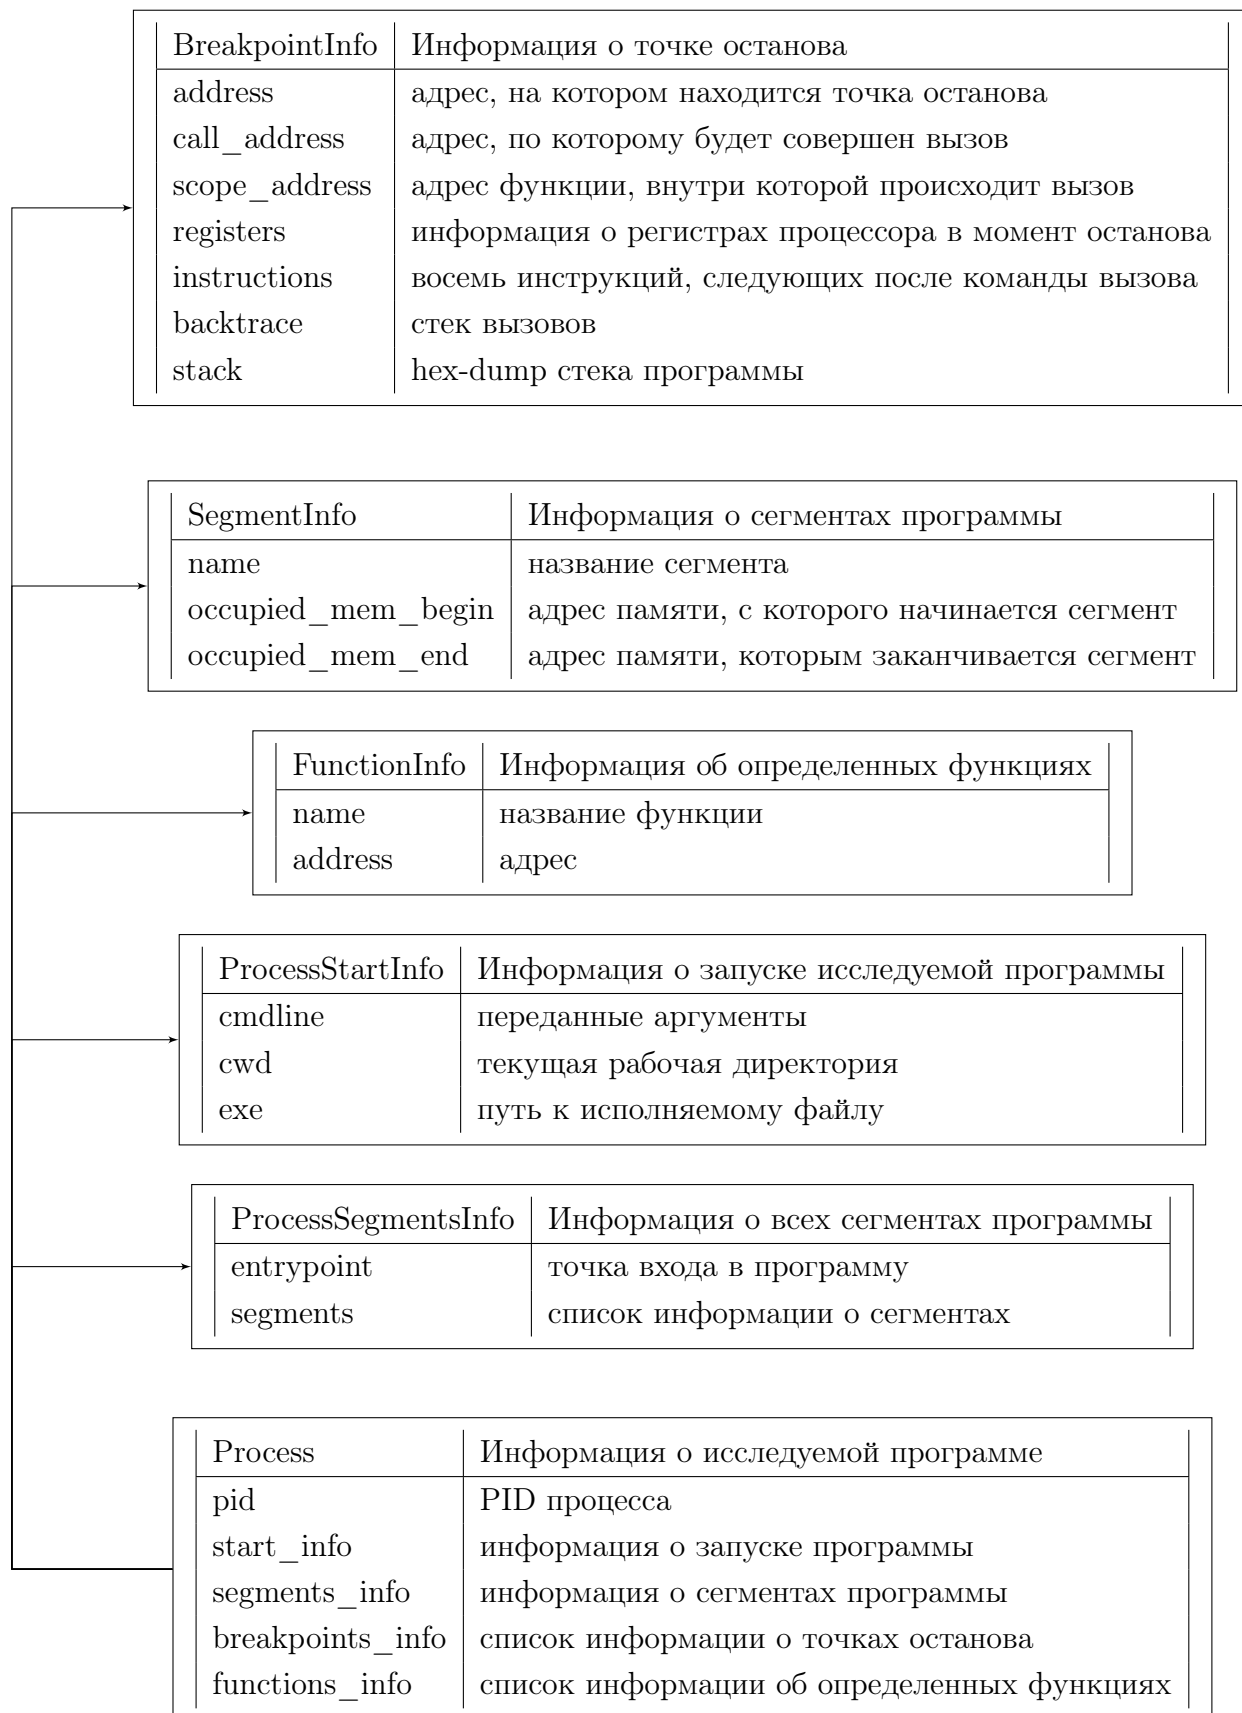 BreakpointInfo Информация о точке останова
address адрес, на котором находится точка останова
call_address адрес, по которому будет совершен вызов
scope_address адрес функции, внутри которой происходит вызов
registers информация о регистрах процессора в момент останова
instructions восемь инструкций, следующих после команды вызова
backtrace стек вызовов
stack hex-dump стека программы
SegmentInfo Информация о сегментах программы
name название сегмента
occupied_mem_begin адрес памяти, с которого начинается сегмент
occupied_mem_end адрес памяти, которым заканчивается сегмент
FunctionInfo Информация об определенных функциях
name название функции
address адрес
ProcessStartInfo Информация о запуске исследуемой программы
cmdline переданные аргументы
cwd текущая рабочая директория
exe путь к исполняемому файлу
ProcessSegmentsInfo Информация о всех сегментах программы
entrypoint точка входа в программу
segments список информации о сегментах
Process Информация о исследуемой программе
pid PID процесса
start_info информация о запуске программы
segments_info информация о сегментах программы
breakpoints_info список информации о точках останова
functions_info список информации об определенных функциях